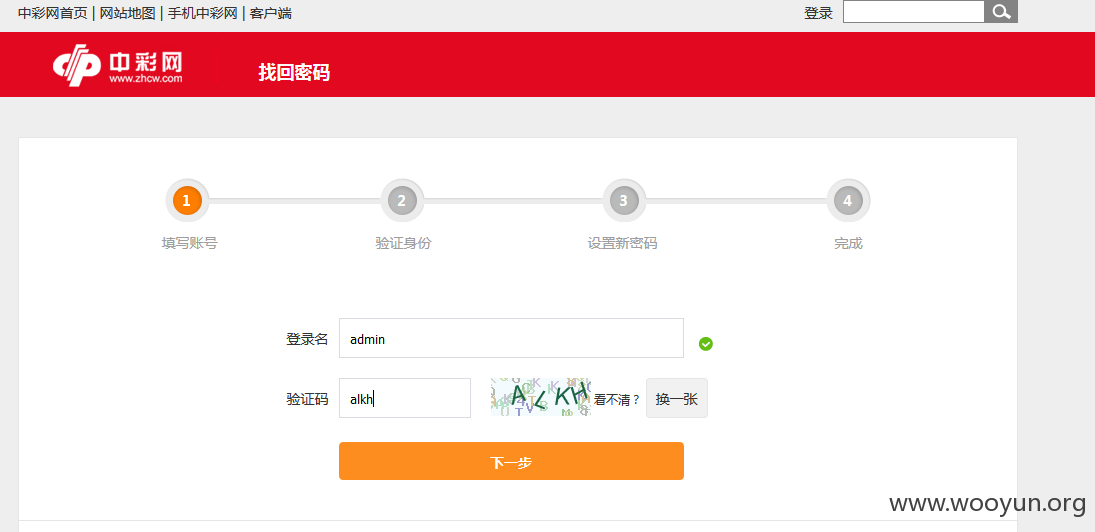 中彩网首页 | 网站地图 | 手机中彩网 | 客户端 登录
中彩网
www.zhcw.com
找回密码
1 2 3 4
填写账号 验证身份 设置新密码 完成
登录名 admin
验证码 alkh ALKH 看不清？ 换一张
下一步
www.wooyun.org